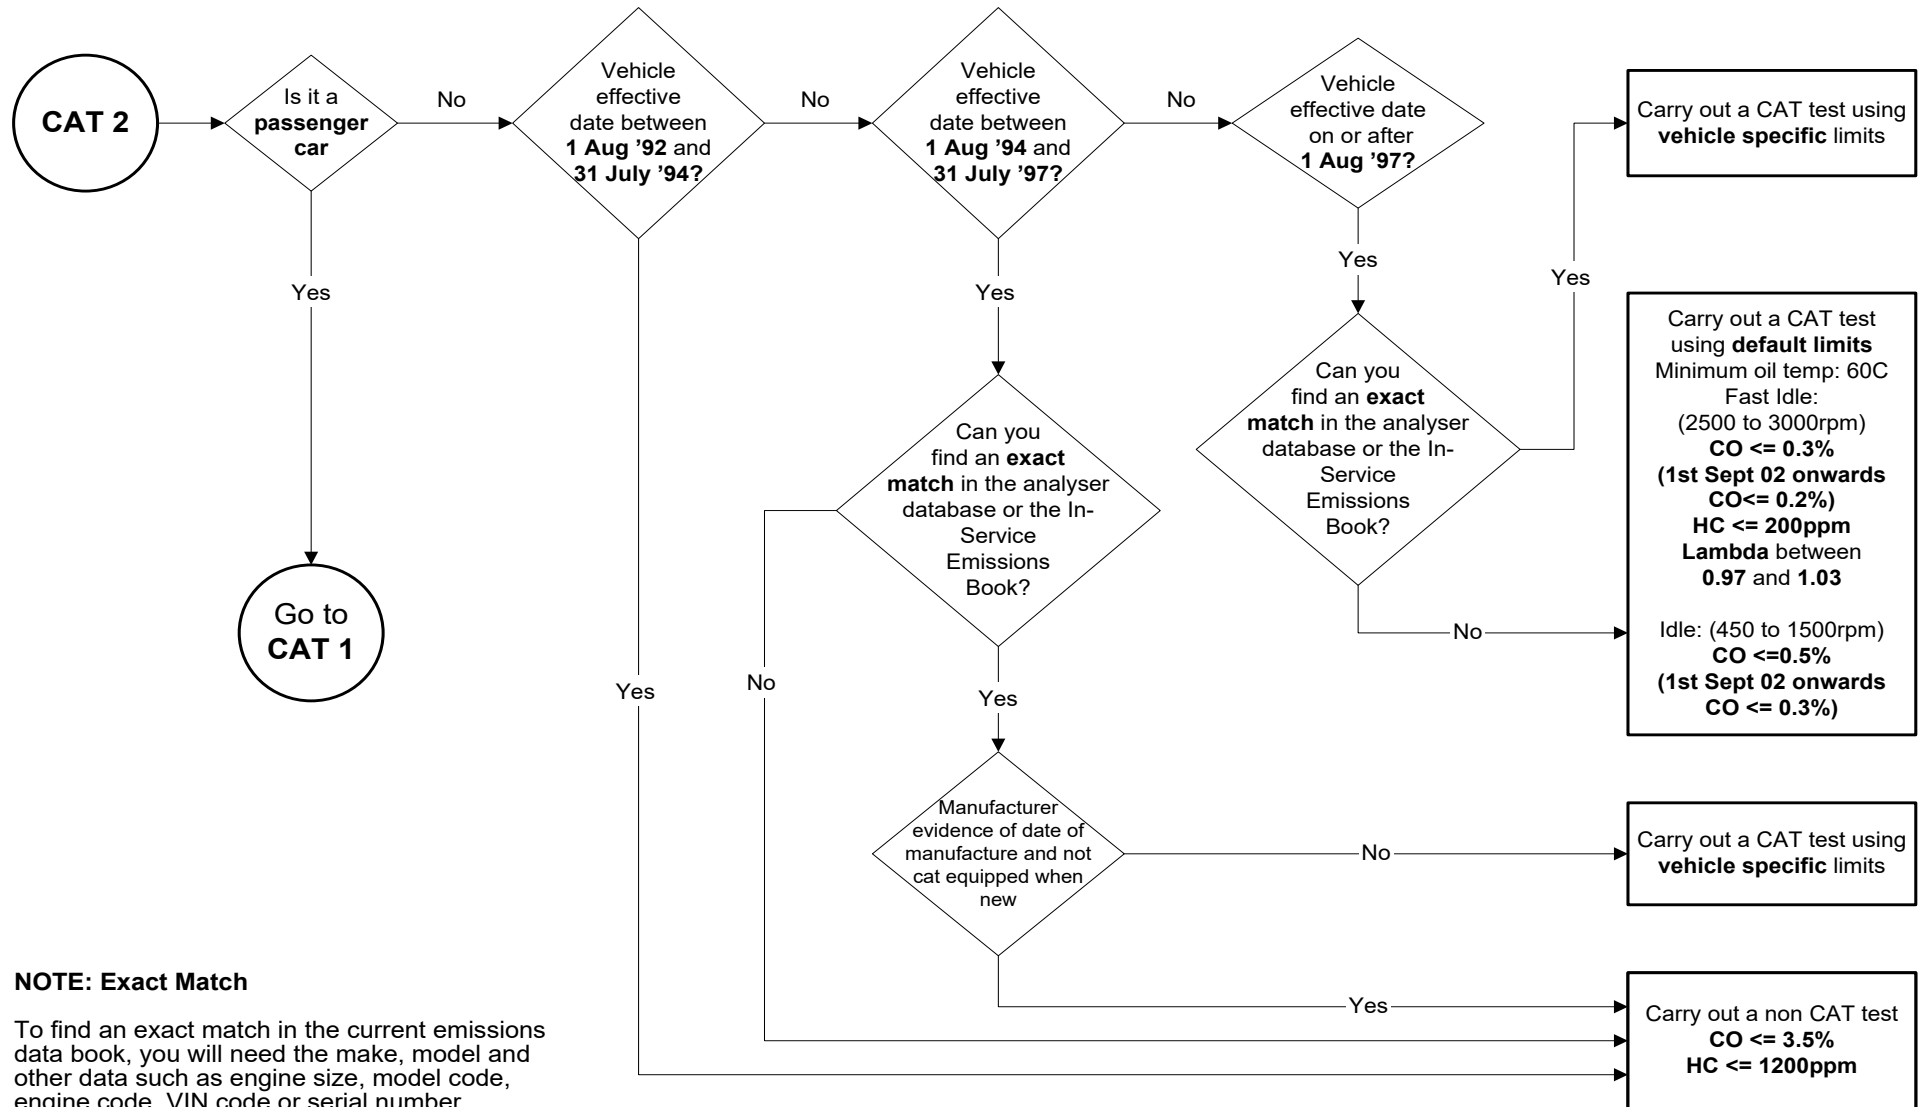 CAT 2
Is it a
passenger
car
No
Yes
Go to
CAT 1
Vehicle
effective
date between
1 Aug ’92 and
31 July ’94?
No
Yes
Vehicle
effective
date between
1 Aug ’94 and
31 July ’97?
No
Yes
Can you
find an exact
match in the analyser
database or the In-
Service
Emissions
Book?
No
Yes
Manufacturer
evidence of date of
manufacture and not
cat equipped when
new
No
Yes
Vehicle
effective date
on or after
1 Aug ’97?
Yes
Can you
find an exact
match in the analyser
database or the In-
Service
Emissions
Book?
Yes
No
Carry out a CAT test using
vehicle specific limits
Carry out a CAT test
using default limits
Minimum oil temp: 60C
Fast Idle:
(2500 to 3000rpm)
CO <= 0.3%
(1st Sept 02 onwards
CO<= 0.2%)
HC <= 200ppm
Lambda between
0.97 and 1.03
Idle: (450 to 1500rpm)
CO <=0.5%
(1st Sept 02 onwards
CO <= 0.3%)
Carry out a CAT test using
vehicle specific limits
Carry out a non CAT test
CO <= 3.5%
HC <= 1200ppm
NOTE: Exact Match
To find an exact match in the current emissions
data book, you will need the make, model and
other data such as engine size, model code,
engine code, VIN code or serial number